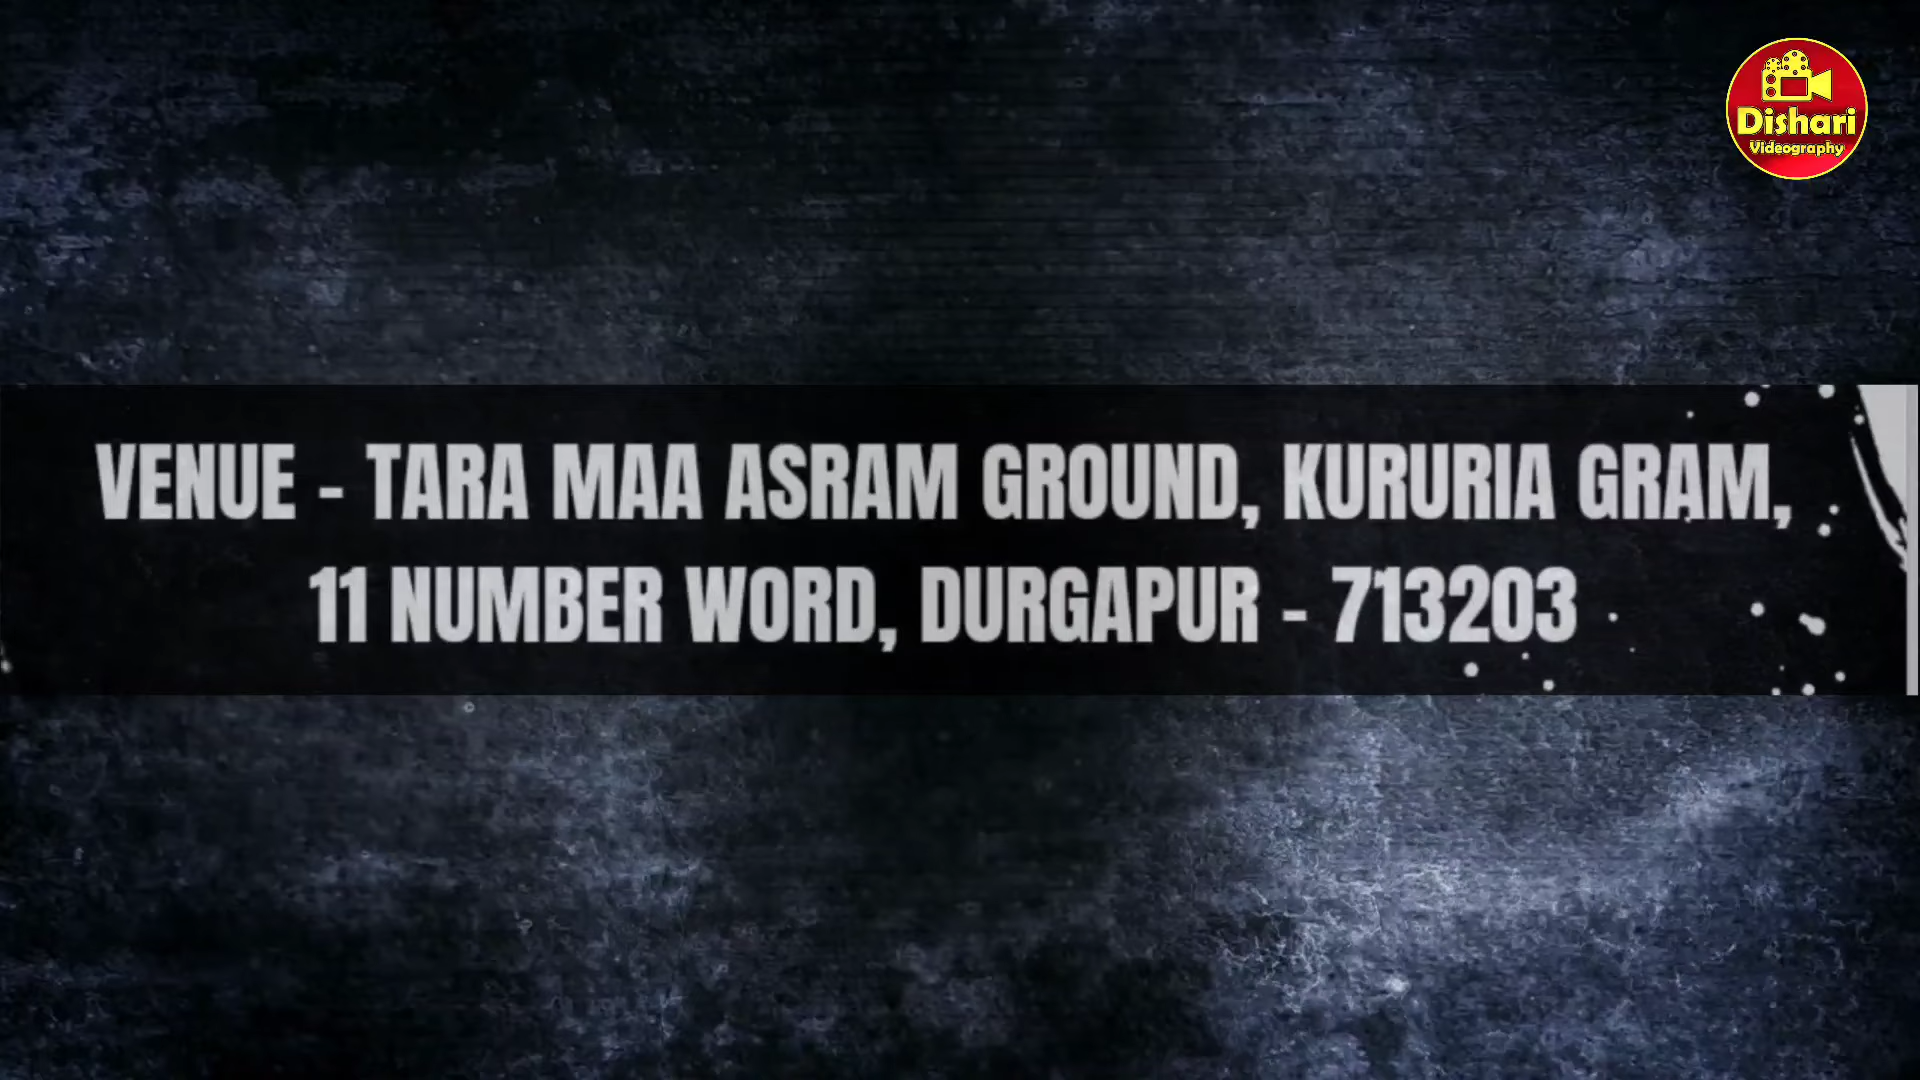 Dishari
Videography
VENUE - TARA MAA ASRAM GROUND, KURURIA GRAM,
11 NUMBER WORD, DURGAPUR - 713203